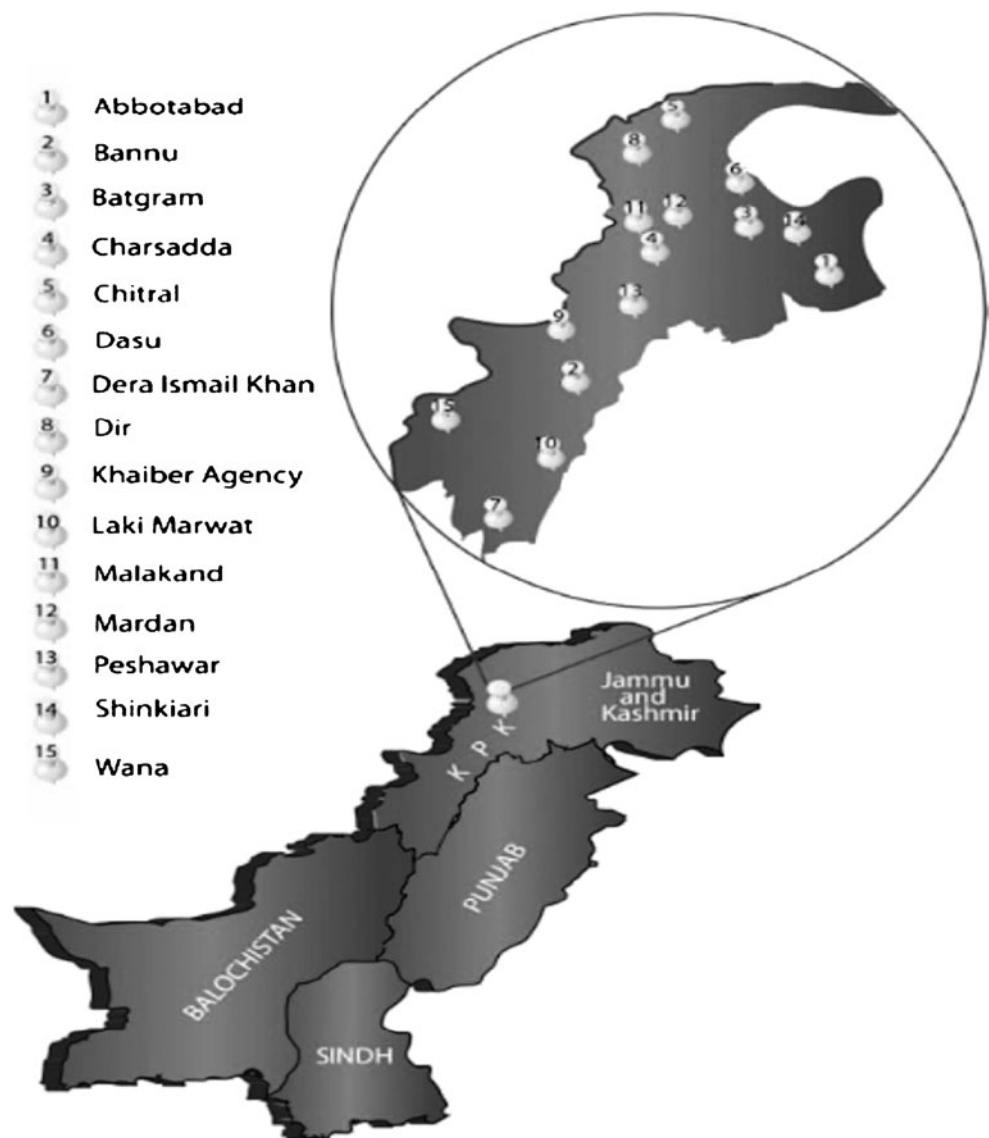 1 Abbotabad
2 Bannu
3 Batgram
4 Charsadda
5 Chitral
6 Dasu
7 Dera Ismail Khan
8 Dir
9 Khaiber Agency
10 Laki Marwat
11 Malakand
12 Mardan
13 Peshawar
14 Shinkiari
15 Wana
5
8
6
11
12
3
14
4
1
13
9
2
15
10
7
Jammu
and
Kashmir
K P K
PUNJAB
BALOCHISTAN
SINDH